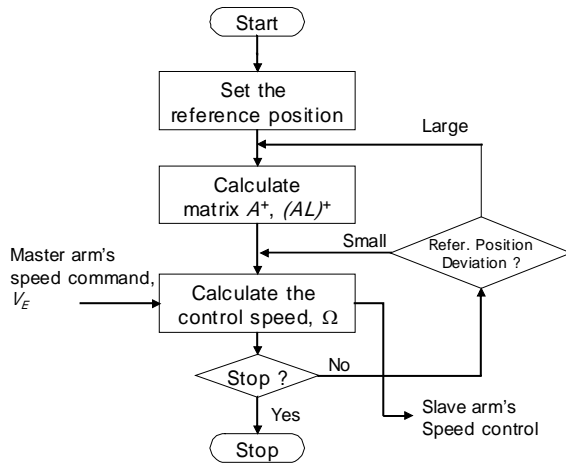 Start
Set the
reference position
Large
Calculate
matrix A⁺, (AL)⁺
Small
Refer. Position
Deviation ?
Master arm's
speed command,
V_E
Calculate the
control speed, Ω
Stop ?
No
Yes
Slave arm's
Speed control
Stop